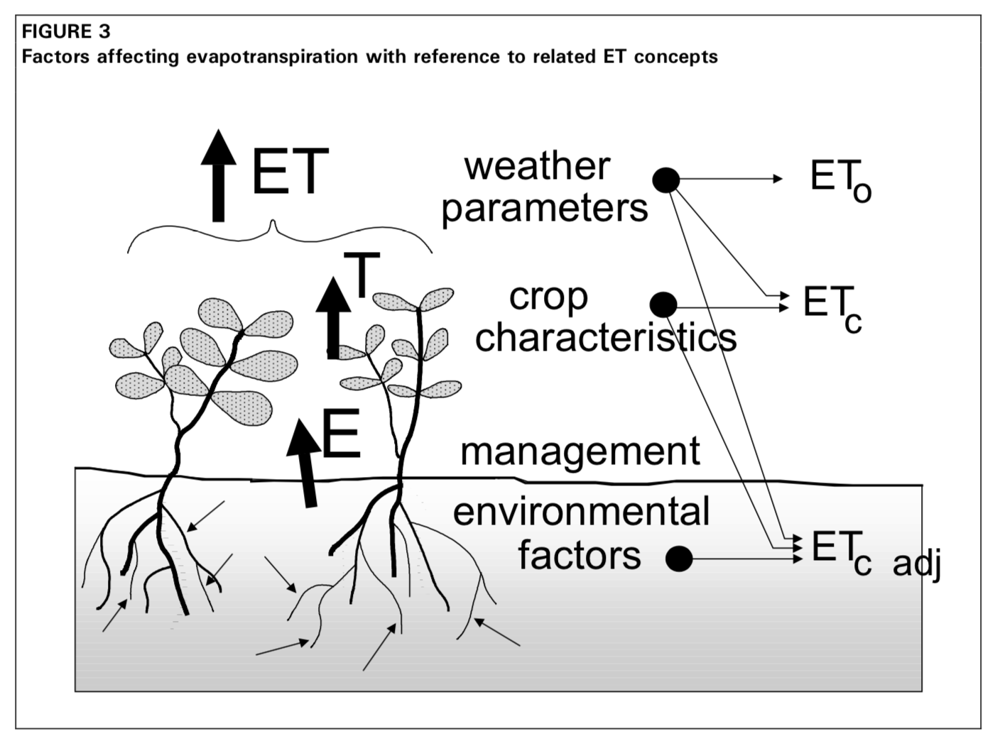 FIGURE 3
Factors affecting evapotranspiration with reference to related ET concepts
ET
weather
parameters
ETo
T
crop
characteristics
ETc
E
management
environmental
factors
ETc adj